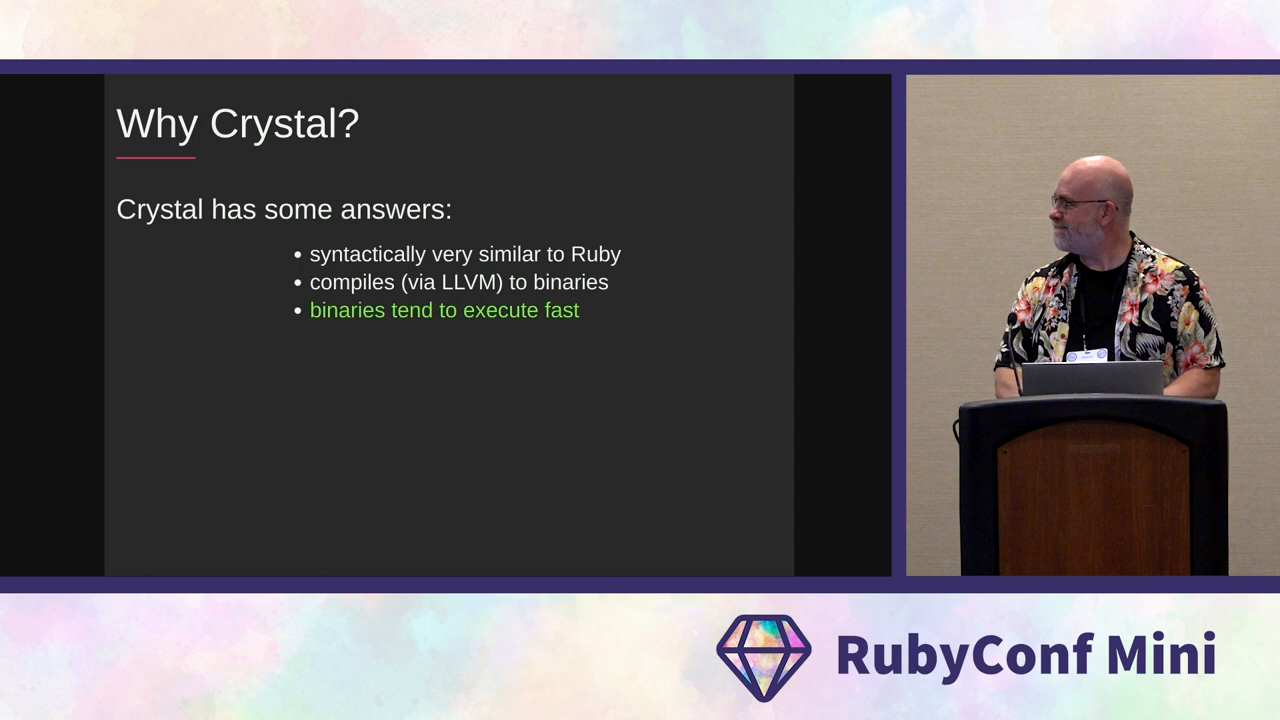 Why Crystal?
Crystal has some answers:
• syntactically very similar to Ruby
• compiles (via LLVM) to binaries
• binaries tend to execute fast
RubyConf Mini